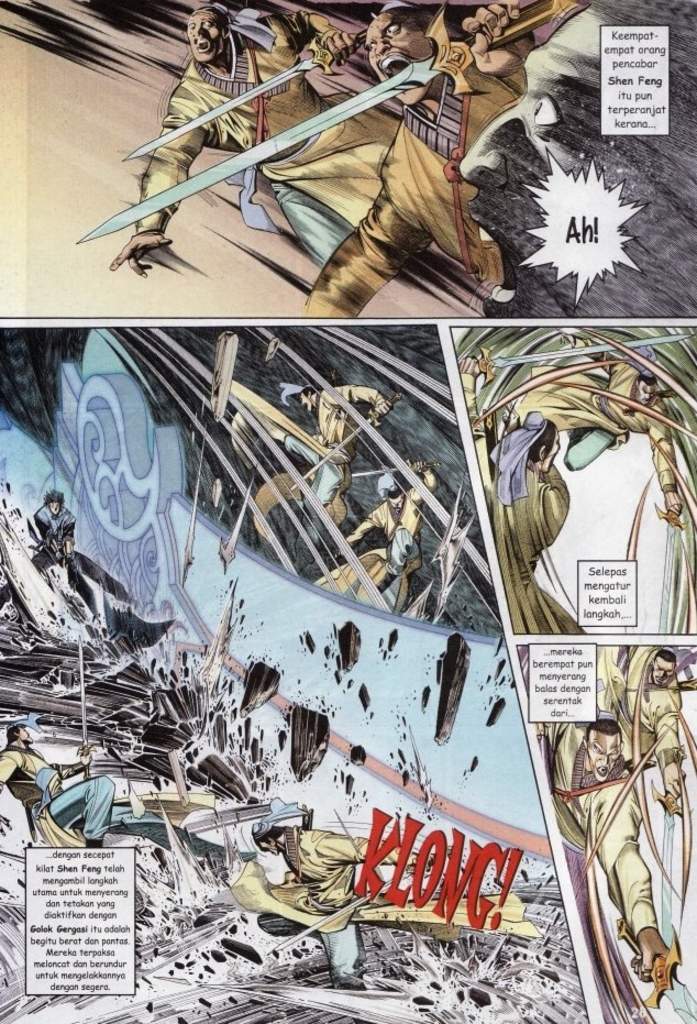 Keempat-
empat orang
pencabar
Shen Feng
itu pun
terperanjat
kerana...
Ah!
...dengan secepat
kilat Shen Feng telah
mengambil langkah
utama untuk menyerang
dan tetakan yang
diaktifkan dengan
Golok Gergasi itu adalah
begitu berat dan pantas.
Mereka terpaksa
meloncat dan berundur
untuk mengelakkannya
dengan segera.
KLONG!
Selepas
mengatur
kembali
langkah,...
...mereka
berempat pun
menyerang
balas dengan
serentak
dari...